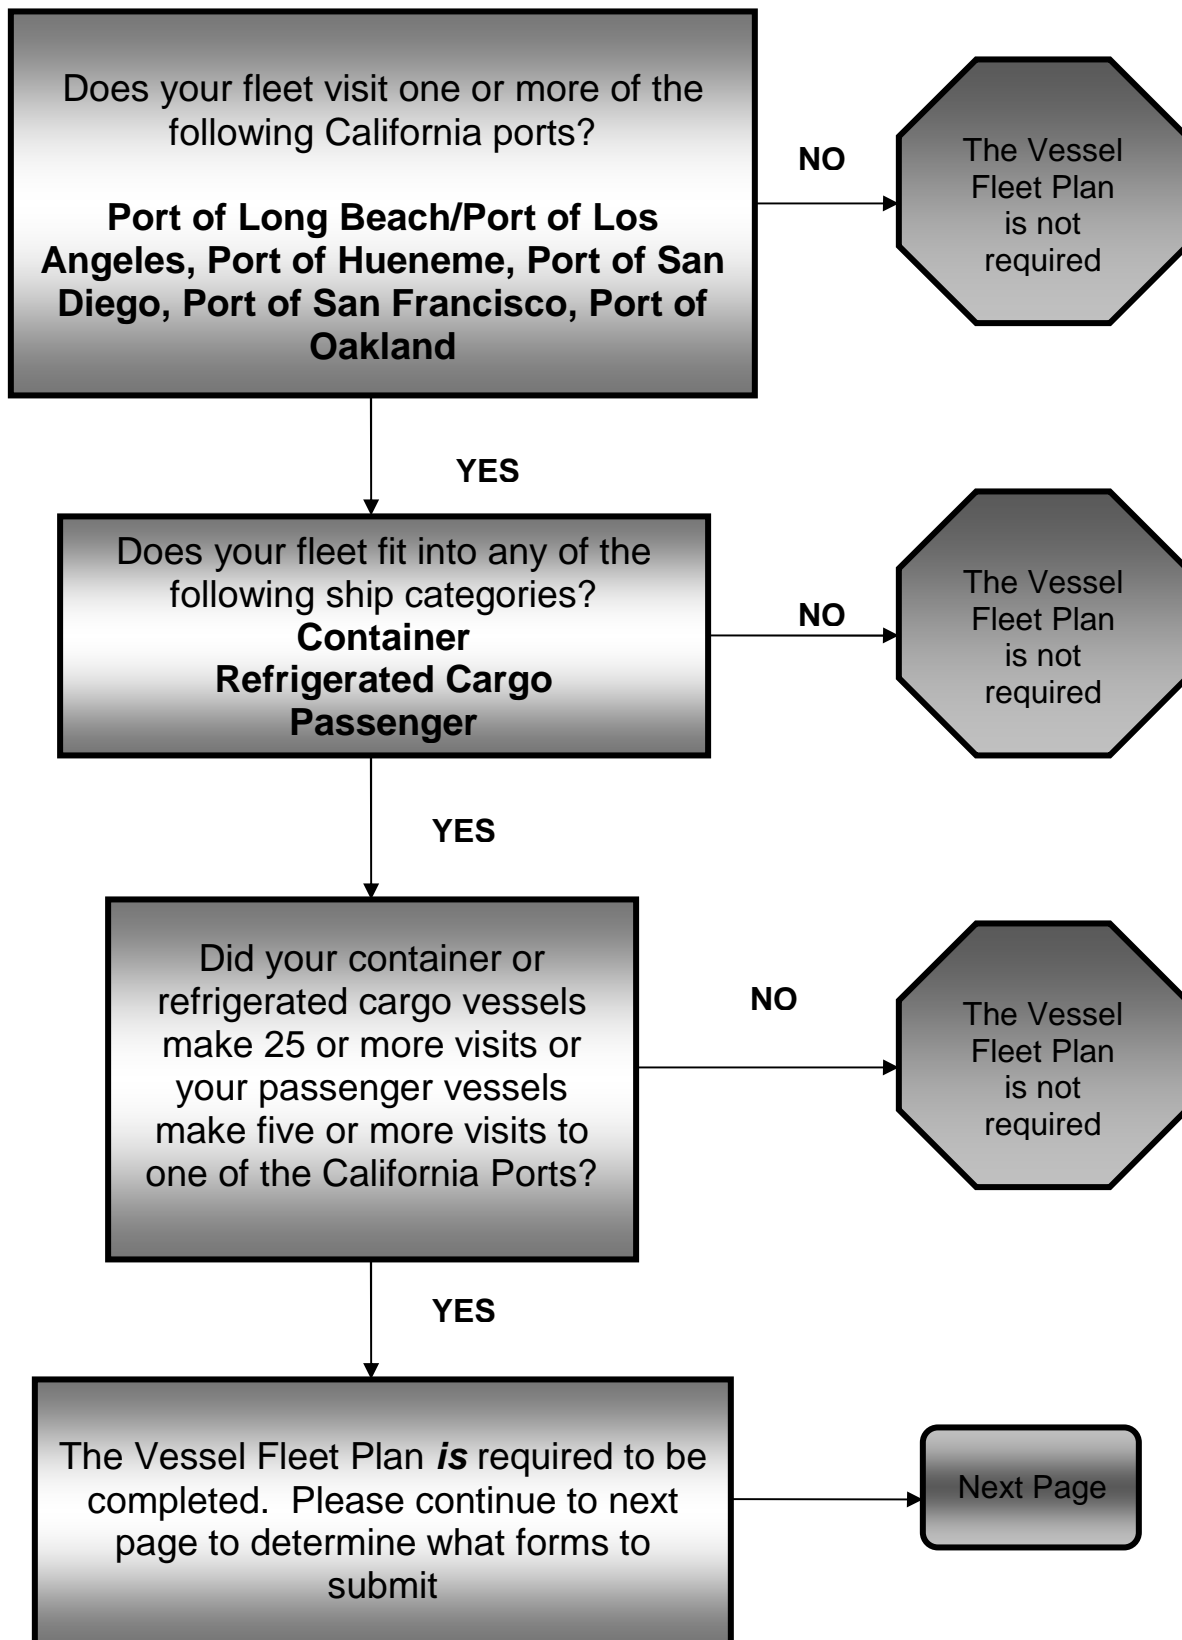 Does your fleet visit one or more of the
following California ports?
Port of Long Beach/Port of Los
Angeles, Port of Hueneme, Port of San
Diego, Port of San Francisco, Port of
Oakland
NO
The Vessel
Fleet Plan
is not
required
YES
Does your fleet fit into any of the
following ship categories?
Container
Refrigerated Cargo
Passenger
NO
The Vessel
Fleet Plan
is not
required
YES
Did your container or
refrigerated cargo vessels
make 25 or more visits or
your passenger vessels
make five or more visits to
one of the California Ports?
NO
The Vessel
Fleet Plan
is not
required
YES
The Vessel Fleet Plan is required to be
completed.  Please continue to next
page to determine what forms to
submit
Next Page